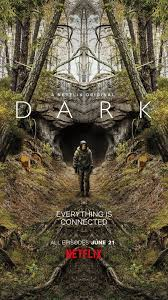 A NETFLIX ORIGINAL
DARK
EVERYTHING IS
CONNECTED
ALL EPISODES JUNE 21
NETFLIX